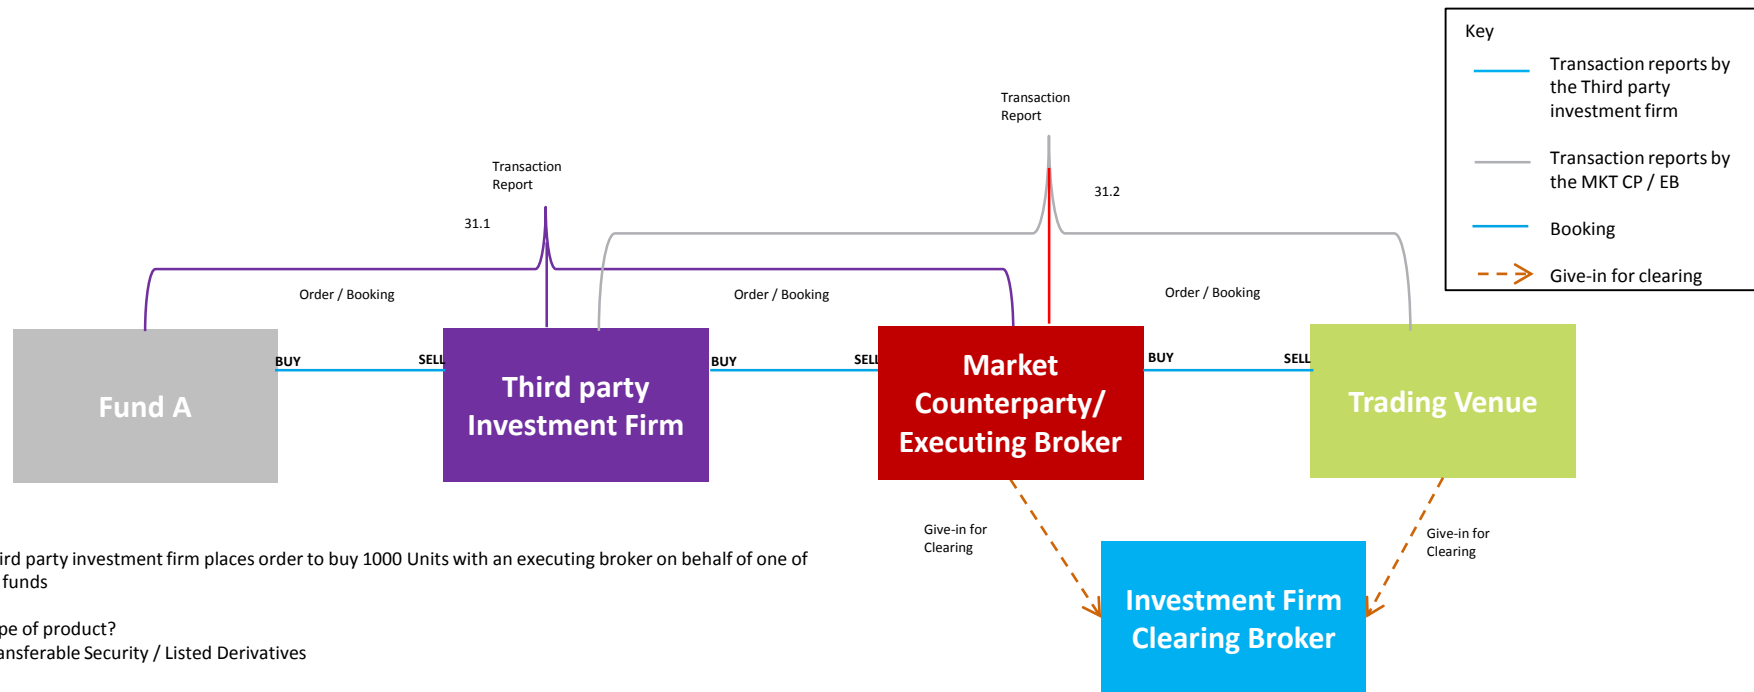 Key
Transaction reports by
the Third party
investment firm
Transaction reports by
the MKT CP / EB
Booking
Give-in for clearing
Transaction
Report
31.2
Transaction
Report
31.1
Order / Booking
Order / Booking
Order / Booking
BUY
SELL
BUY
SELL
BUY
SELL
Fund A
Third party
Investment Firm
Market
Counterparty/
Executing Broker
Trading Venue
Give-in for
Clearing
Give-in for
Clearing
Investment Firm
Clearing Broker
ird party investment firm places order to buy 1000 Units with an executing broker on behalf of one of
funds
pe of product?
ansferable Security / Listed Derivatives